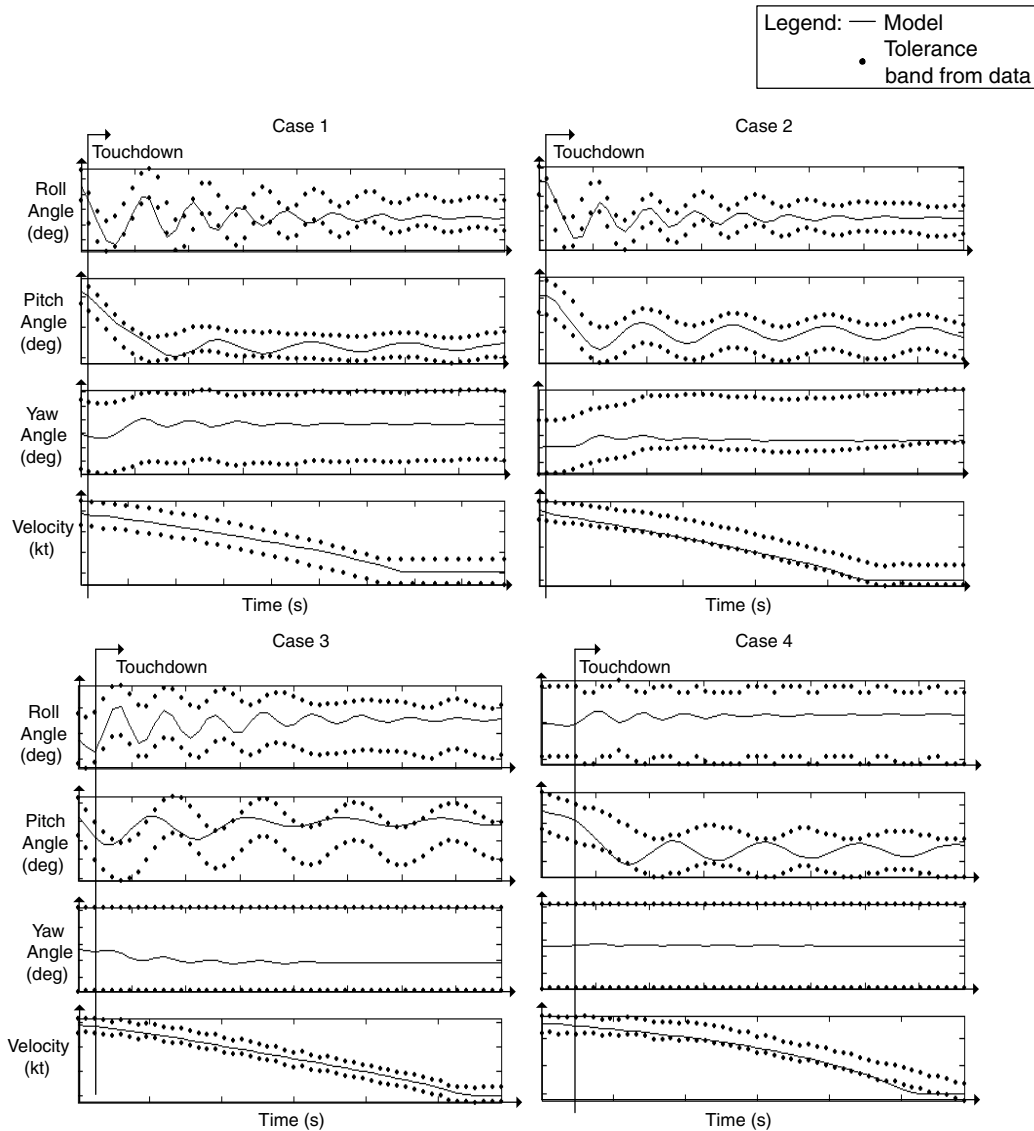 Legend: — Model
Tolerance
band from data
Case 1
Touchdown
Roll
Angle
(deg)
Pitch
Angle
(deg)
Yaw
Angle
(deg)
Velocity
(kt)
Time (s)
Case 2
Touchdown
Time (s)
Case 3
Touchdown
Roll
Angle
(deg)
Pitch
Angle
(deg)
Yaw
Angle
(deg)
Velocity
(kt)
Time (s)
Case 4
Touchdown
Time (s)